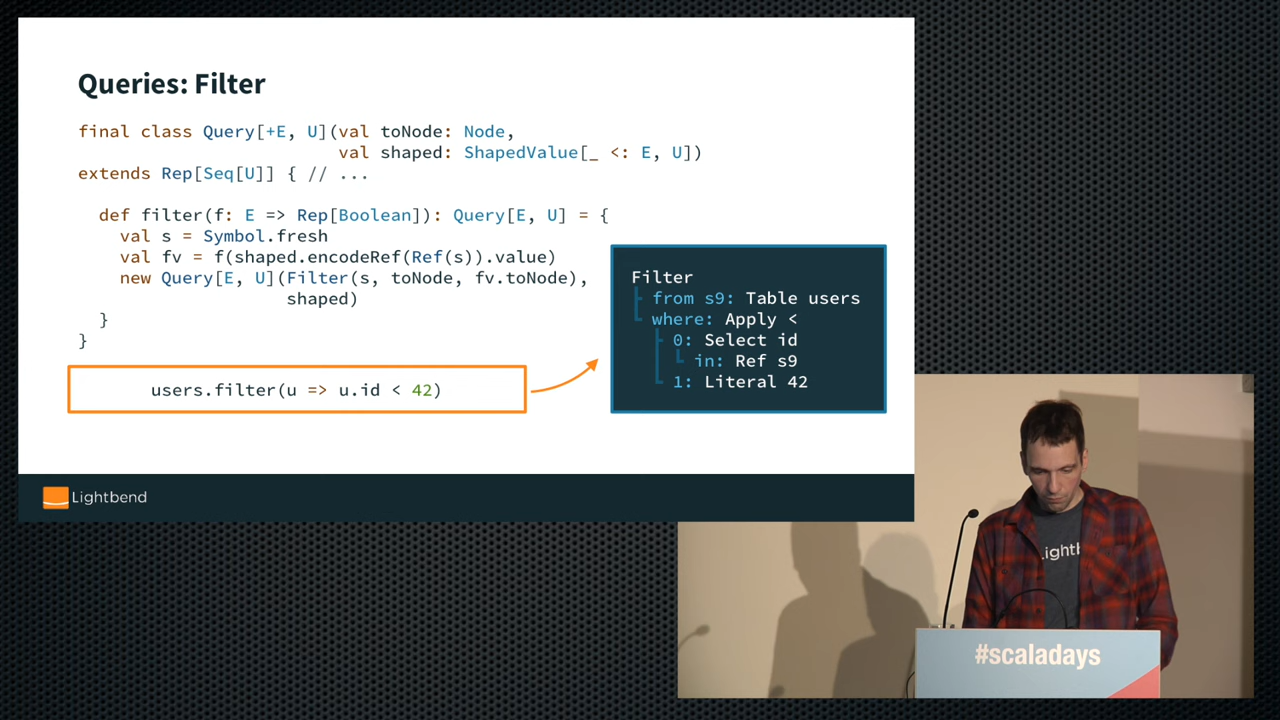 Queries: Filter
final class Query[+E, U](val toNode: Node,
val shaped: ShapedValue[_ <: E, U])
extends Rep[Seq[U]] { // ...
def filter(f: E => Rep[Boolean]): Query[E, U] = {
val s = Symbol.fresh
val fv = f(shaped.encodeRef(Ref(s)).value)
new Query[E, U](Filter(s, toNode, fv.toNode),
shaped)
}
}
users.filter(u => u.id < 42)
Filter
from s9: Table users
where: Apply <
0: Select id
in: Ref s9
1: Literal 42
Lightbend
Lightb
#scaladays